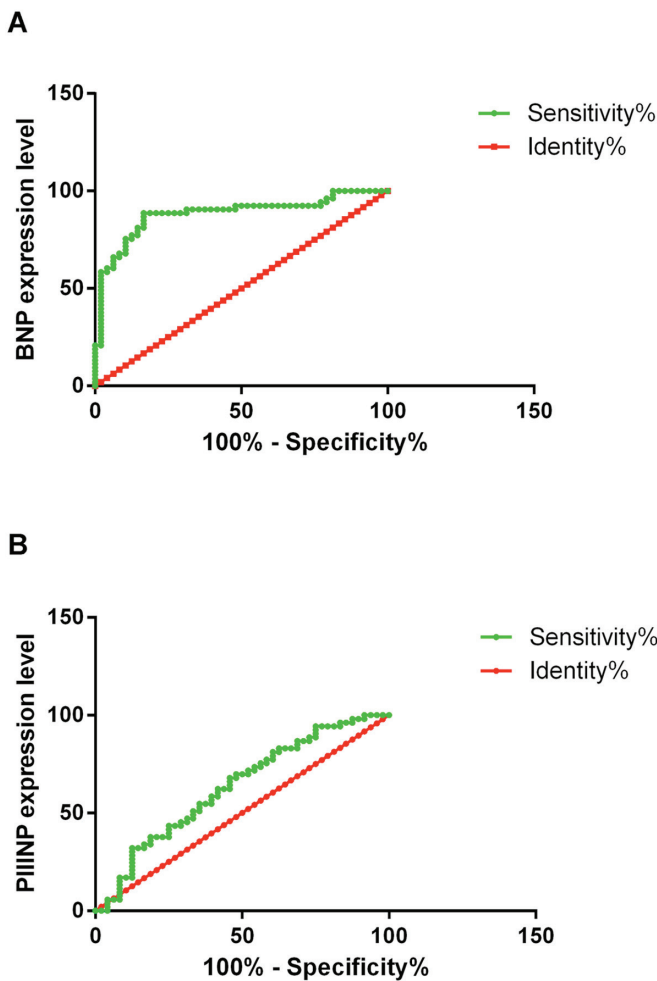 A
BNP expression level
150
100
50
0
0 50 100 150
100% - Specificity%
Sensitivity%
Identity%
B
PIIINP expression level
150
100
50
0
0 50 100 150
100% - Specificity%
Sensitivity%
Identity%